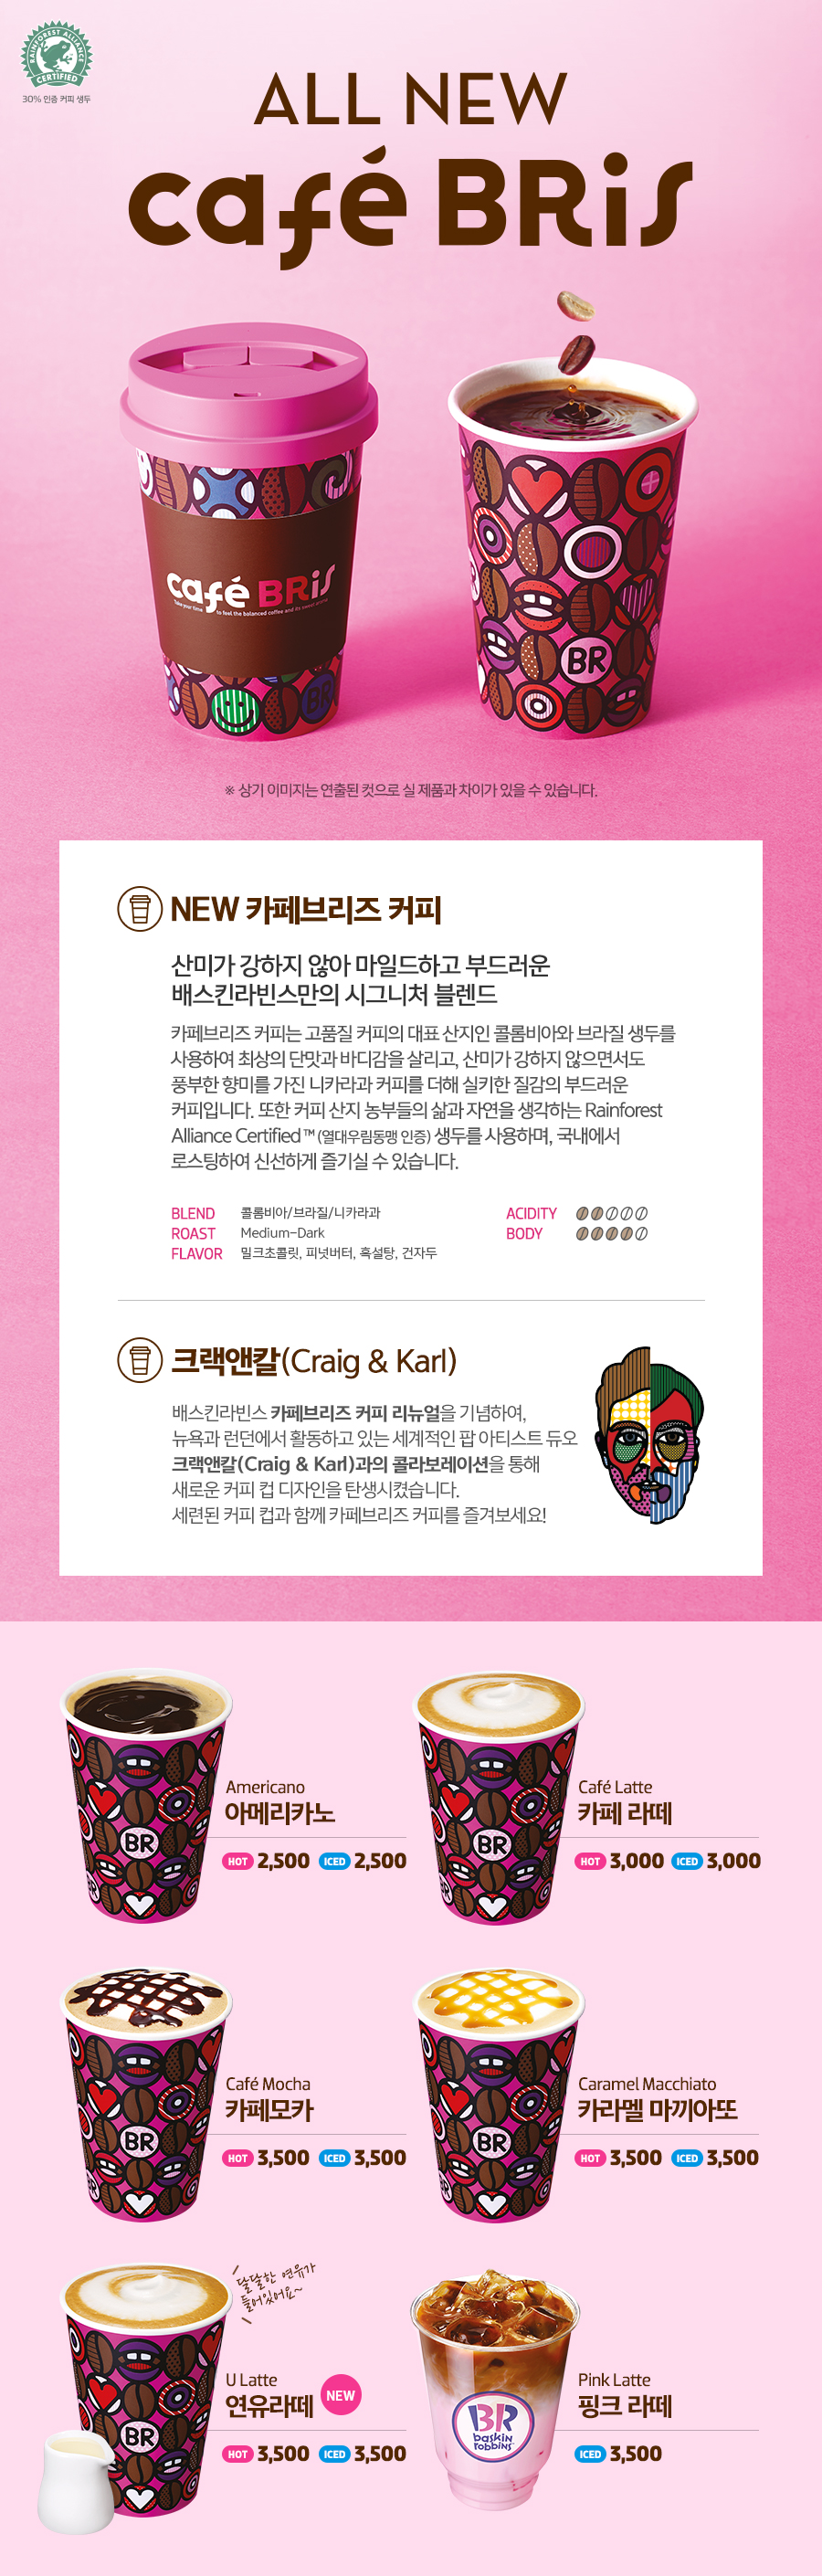 RAINFOREST ALLIANCE
CERTIFIED
30% 인증 커피 생두
ALL NEW
café BRiS
café BRiS
Take your time to feel the balanced coffee and its sweet aroma
BR
BR
※ 상기 이미지는 연출된 컷으로 실 제품과 차이가 있을 수 있습니다.
NEW 카페브리즈 커피
산미가 강하지 않아 마일드하고 부드러운
배스킨라빈스만의 시그니처 블렌드
카페브리즈 커피는 고품질 커피의 대표 산지인 콜롬비아와 브라질 생두를
사용하여 최상의 단맛과 바디감을 살리고, 산미가 강하지 않으면서도
풍부한 향미를 가진 니카라과 커피를 더해 실키한 질감의 부드러운
커피입니다. 또한 커피 산지 농부들의 삶과 자연을 생각하는 Rainforest
Alliance Certified™(열대우림동맹 인증) 생두를 사용하며, 국내에서
로스팅하여 신선하게 즐기실 수 있습니다.
BLEND 콜롬비아/브라질/니카라과
ROAST Medium-Dark
FLAVOR 밀크초콜릿, 피넛버터, 흑설탕, 건자두
ACIDITY
BODY
크랙앤칼(Craig & Karl)
배스킨라빈스 카페브리즈 커피 리뉴얼을 기념하여,
뉴욕과 런던에서 활동하고 있는 세계적인 팝 아티스트 듀오
크랙앤칼(Craig & Karl)과의 콜라보레이션을 통해
새로운 커피 컵 디자인을 탄생시켰습니다.
세련된 커피 컵과 함께 카페브리즈 커피를 즐겨보세요!
BR
Americano
아메리카노
HOT 2,500 ICED 2,500
BR
Café Latte
카페 라떼
HOT 3,000 ICED 3,000
BR
Café Mocha
카페모카
HOT 3,500 ICED 3,500
BR
Caramel Macchiato
카라멜 마끼아또
HOT 3,500 ICED 3,500
달달한 연유가
들어있어요~
BR
U Latte
연유라떼 NEW
HOT 3,500 ICED 3,500
BR
baskin
robbins
Pink Latte
핑크 라떼
ICED 3,500